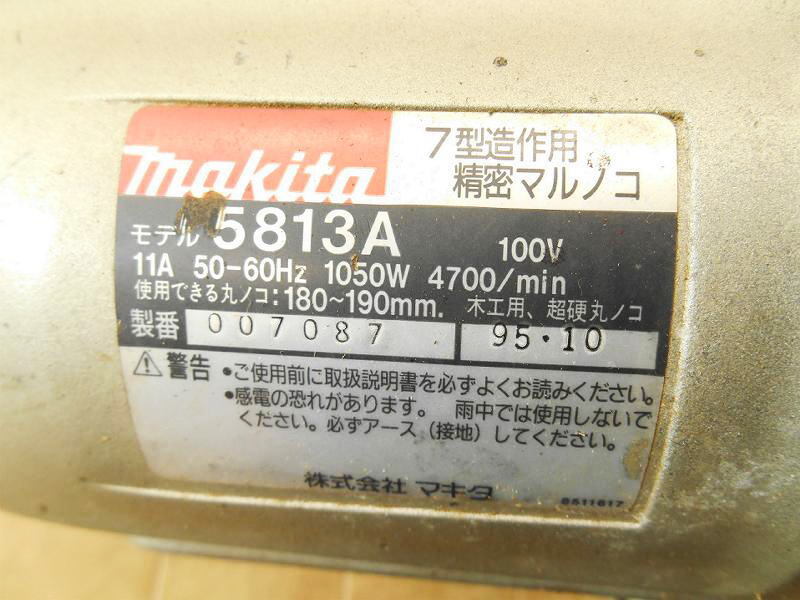 makita
7型造作用
精密マルノコ
モデル 5813A 100V
11A 50-60Hz 1050W 4700/min
使用できる丸ノコ:180~190mm. 木工用、超硬丸ノコ
製番 007087 95・10
⚠警告 •ご使用前に取扱説明書を必ずよくお読みください。
•感電の恐れがあります。 雨中では使用しないで
ください。必ずアース(接地)してください。
株式会社 マキタ
8511617